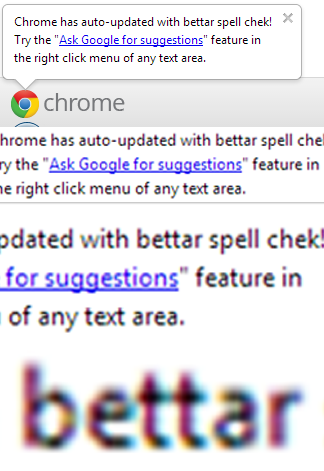 Chrome has auto-updated with bettar spell chek!
Try the "Ask Google for suggestions" feature in
the right click menu of any text area.
chrome
hrome has auto-updated with bettar spell chek
ry the "Ask Google for suggestions" feature in
he right click menu of any text area.
pdated with bettar spell chek!
for suggestions" feature in
of any text area.
bettar